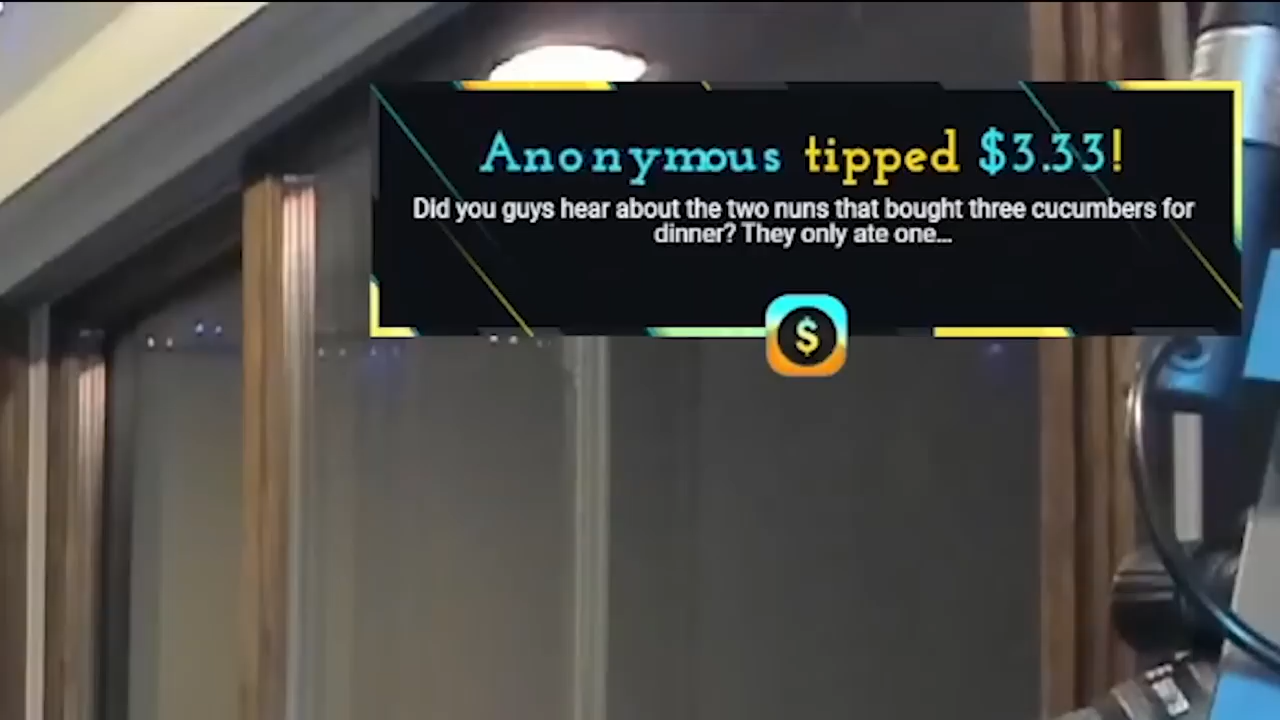 Anonymous tipped $3.33!
Did you guys hear about the two nuns that bought three cucumbers for
dinner? They only ate one...
$